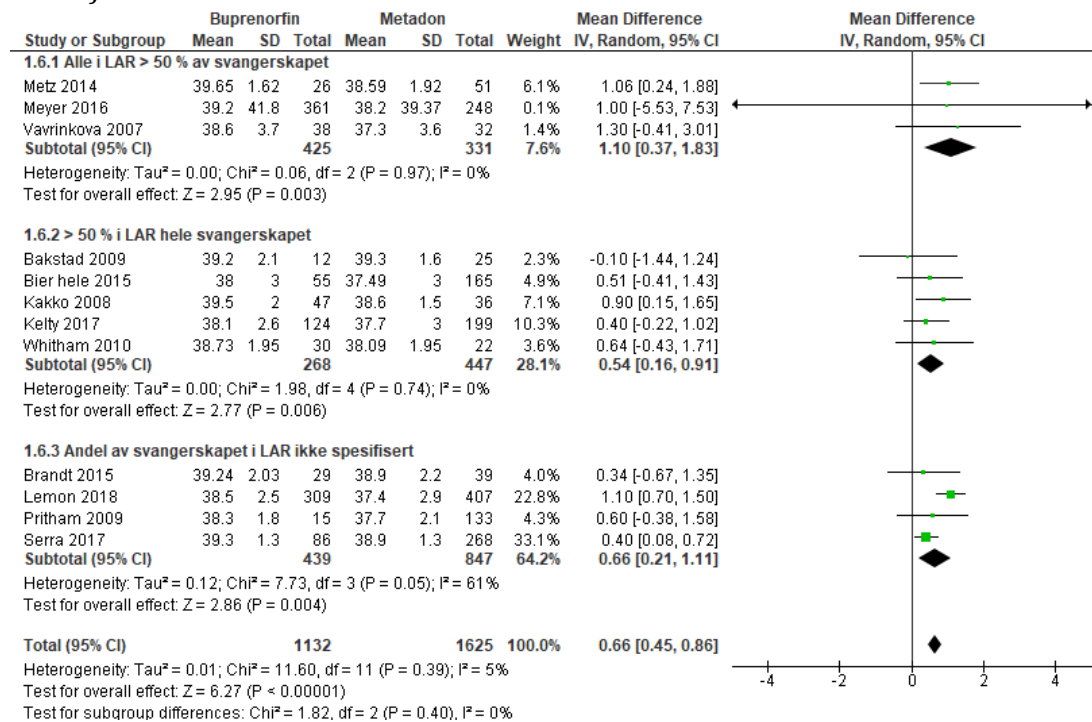 Buprenorfin Metadon Mean Difference Mean Difference
Study or Subgroup Mean SD Total Mean SD Total Weight IV, Random, 95% CI IV, Random, 95% CI
1.6.1 Alle i LAR > 50 % av svangerskapet
Metz 2014 39.65 1.62 26 38.59 1.92 51 6.1% 1.06 [0.24, 1.88]
Meyer 2016 39.2 41.8 361 38.2 39.37 248 0.1% 1.00 [-5.53, 7.53]
Vavrinkova 2007 38.6 3.7 38 37.3 3.6 32 1.4% 1.30 [-0.41, 3.01]
Subtotal (95% CI) 425 331 7.6% 1.10 [0.37, 1.83]
Heterogeneity: Tau² = 0.00; Chi² = 0.06, df = 2 (P = 0.97); I² = 0%
Test for overall effect: Z = 2.95 (P = 0.003)
1.6.2 > 50 % i LAR hele svangerskapet
Bakstad 2009 39.2 2.1 12 39.3 1.6 25 2.3% -0.10 [-1.44, 1.24]
Bier hele 2015 38 3 55 37.49 3 165 4.9% 0.51 [-0.41, 1.43]
Kakko 2008 39.5 2 47 38.6 1.5 36 7.1% 0.90 [0.15, 1.65]
Kelty 2017 38.1 2.6 124 37.7 3 199 10.3% 0.40 [-0.22, 1.02]
Whitham 2010 38.73 1.95 30 38.09 1.95 22 3.6% 0.64 [-0.43, 1.71]
Subtotal (95% CI) 268 447 28.1% 0.54 [0.16, 0.91]
Heterogeneity: Tau² = 0.00; Chi² = 1.98, df = 4 (P = 0.74); I² = 0%
Test for overall effect: Z = 2.77 (P = 0.006)
1.6.3 Andel av svangerskapet i LAR ikke spesifisert
Brandt 2015 39.24 2.03 29 38.9 2.2 39 4.0% 0.34 [-0.67, 1.35]
Lemon 2018 38.5 2.5 309 37.4 2.9 407 22.8% 1.10 [0.70, 1.50]
Pritham 2009 38.3 1.8 15 37.7 2.1 133 4.3% 0.60 [-0.38, 1.58]
Serra 2017 39.3 1.3 86 38.9 1.3 268 33.1% 0.40 [0.08, 0.72]
Subtotal (95% CI) 439 847 64.2% 0.66 [0.21, 1.11]
Heterogeneity: Tau² = 0.12; Chi² = 7.73, df = 3 (P = 0.05); I² = 61%
Test for overall effect: Z = 2.86 (P = 0.004)
Total (95% CI) 1132 1625 100.0% 0.66 [0.45, 0.86]
Heterogeneity: Tau² = 0.01; Chi² = 11.60, df = 11 (P = 0.39); I² = 5%
Test for overall effect: Z = 6.27 (P < 0.00001)
Test for subgroup differences: Chi² = 1.82, df = 2 (P = 0.40), I² = 0%
-4 -2 0 2 4